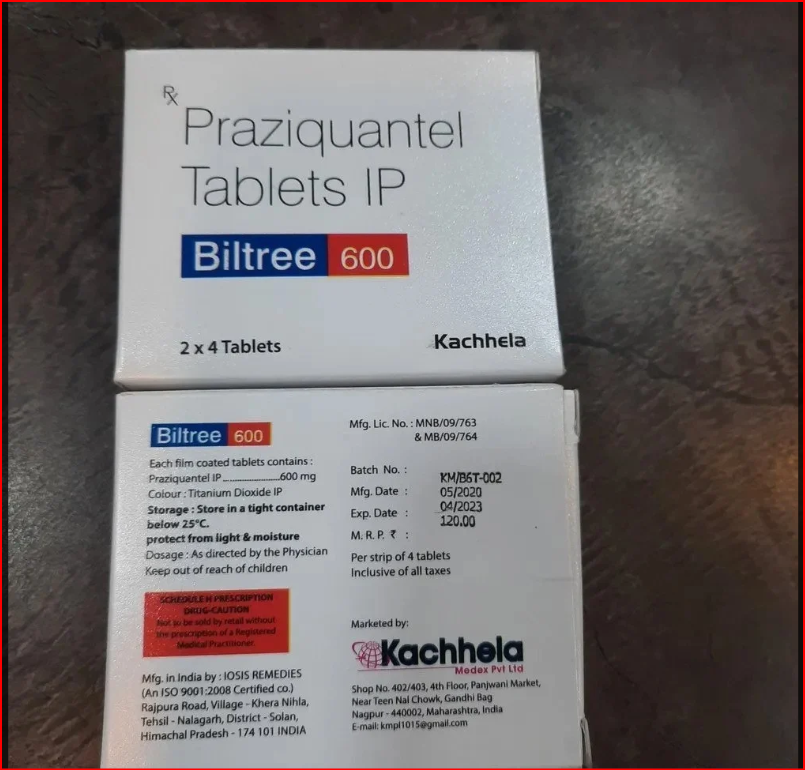 Rx
Praziquantel
Tablets IP
Biltree 600
2 x 4 Tablets
Kachhela
Biltree 600
Each film coated tablets contains :
Praziquantel IP......................600 mg
Colour : Titanium Dioxide IP
Storage : Store in a tight container
below 25°C.
protect from light & moisture
Dosage : As directed by the Physician
Keep out of reach of children
SCHEDULE H PRESCRIPTION
DRUG-CAUTION
Not to be sold by retail without
the prescription of a Registered
Medical Practitioner.
Mfg. in India by : IOSIS REMEDIES
(An ISO 9001:2008 Certified co.)
Rajpura Road, Village - Khera Nihla,
Tehsil - Nalagarh, District - Solan,
Himachal Pradesh - 174 101 INDIA
Mfg. Lic. No. : MNB/09/763
& MB/09/764
Batch No. : KM/B6T-002
Mfg. Date : 05/2020
Exp. Date : 04/2023
M. R. P. ₹ : 120.00
Per strip of 4 tablets
Inclusive of all taxes
Marketed by:
Kachhela
Medex Pvt Ltd
Shop No. 402/403, 4th Floor, Panjwani Market,
Near Teen Nal Chowk, Gandhi Bag
Nagpur - 440002, Maharashtra, India
E-mail: kmpl1015@gmail.com